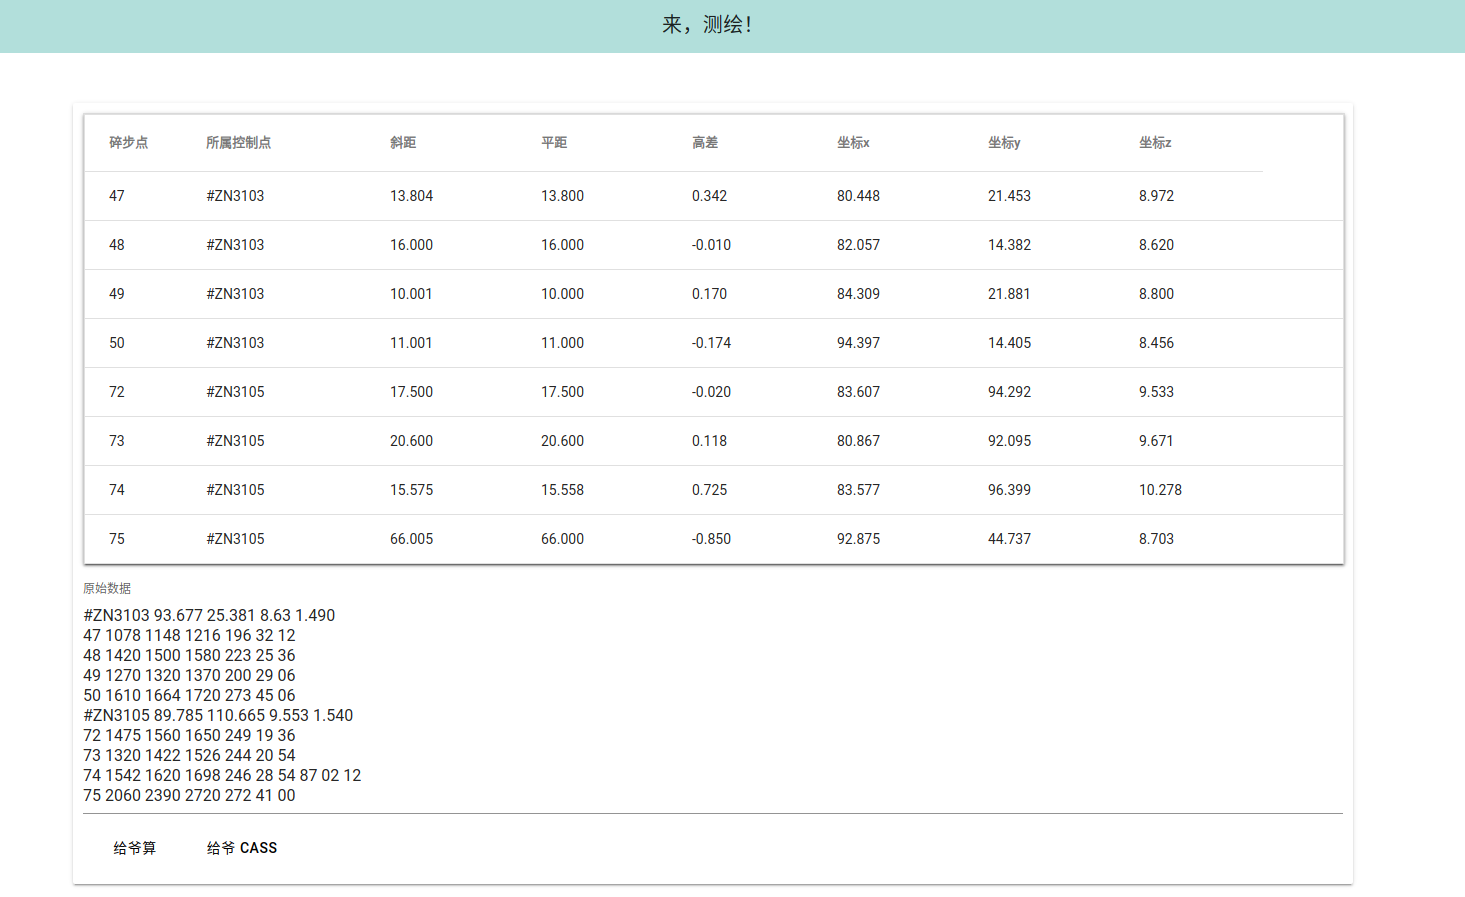 来，测绘！
碎步点 所属控制点 斜距 平距 高差 坐标x 坐标y 坐标z
47 #ZN3103 13.804 13.800 0.342 80.448 21.453 8.972
48 #ZN3103 16.000 16.000 -0.010 82.057 14.382 8.620
49 #ZN3103 10.001 10.000 0.170 84.309 21.881 8.800
50 #ZN3103 11.001 11.000 -0.174 94.397 14.405 8.456
72 #ZN3105 17.500 17.500 -0.020 83.607 94.292 9.533
73 #ZN3105 20.600 20.600 0.118 80.867 92.095 9.671
74 #ZN3105 15.575 15.558 0.725 83.577 96.399 10.278
75 #ZN3105 66.005 66.000 -0.850 92.875 44.737 8.703
原始数据
#ZN3103 93.677 25.381 8.63 1.490
47 1078 1148 1216 196 32 12
48 1420 1500 1580 223 25 36
49 1270 1320 1370 200 29 06
50 1610 1664 1720 273 45 06
#ZN3105 89.785 110.665 9.553 1.540
72 1475 1560 1650 249 19 36
73 1320 1422 1526 244 20 54
74 1542 1620 1698 246 28 54 87 02 12
75 2060 2390 2720 272 41 00
给爷算 给爷 CASS